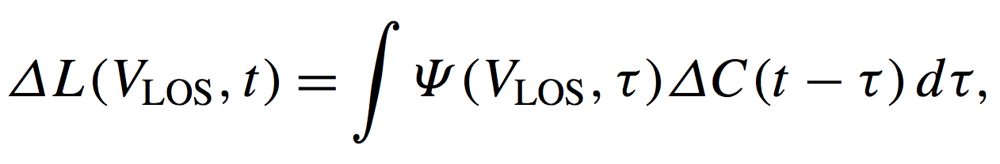 ΔL(V_LOS, t) = ∫ Ψ(V_LOS, τ)ΔC(t − τ) dτ,